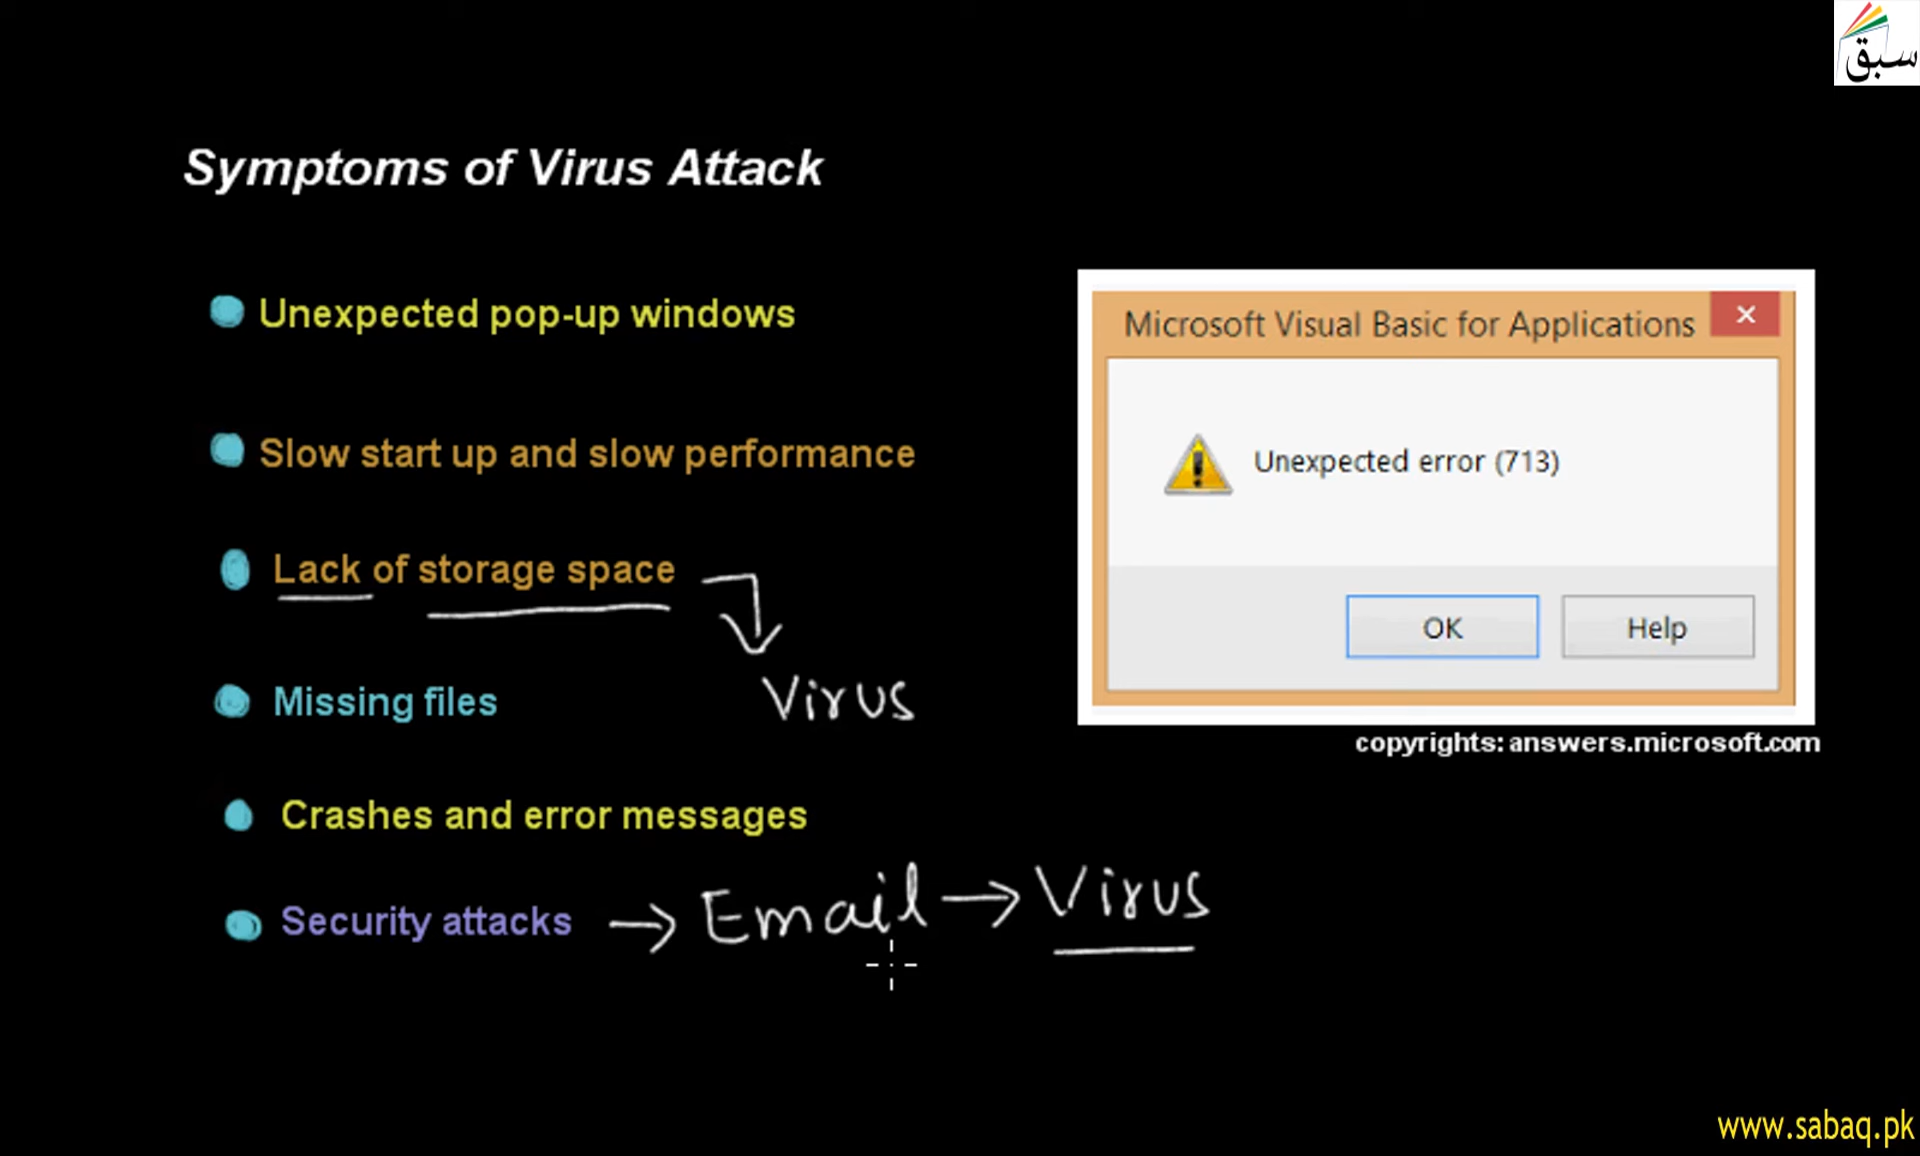 سبق
Symptoms of Virus Attack
Unexpected pop-up windows
Slow start up and slow performance
Lack of storage space
Virus
Missing files
Crashes and error messages
Security attacks → Email → Virus
Microsoft Visual Basic for Applications
Unexpected error (713)
OK Help
copyrights: answers.microsoft.com
www.sabaq.pk